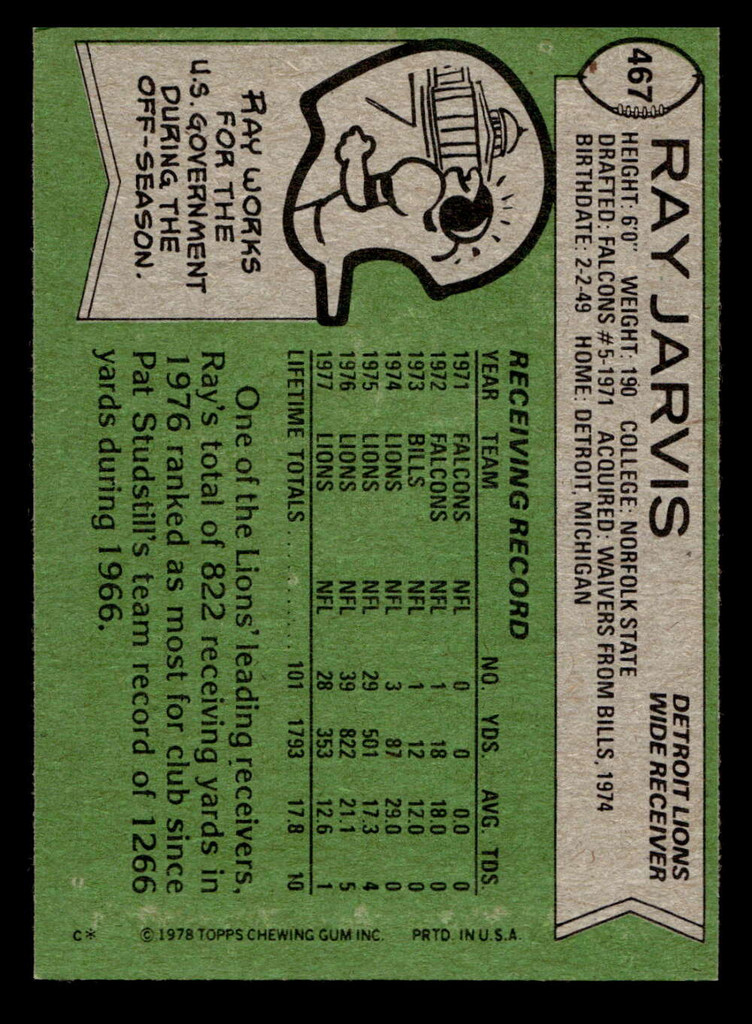 467
RAY JARVIS
DETROIT LIONS
WIDE RECEIVER
HEIGHT: 6'0" WEIGHT: 190 COLLEGE: NORFOLK STATE
DRAFTED: FALCONS #5-1971 ACQUIRED: WAIVERS FROM BILLS, 1974
BIRTHDATE: 2-2-49 HOME: DETROIT, MICHIGAN
RAY WORKS
FOR THE
U.S. GOVERNMENT
DURING THE
OFF-SEASON.
RECEIVING RECORD
YEAR TEAM NO. YDS. AVG. TDS.
1971 FALCONS NFL 0 0 0.0 0
1972 FALCONS NFL 1 18 18.0 0
1973 BILLS NFL 1 12 12.0 0
1974 LIONS NFL 3 87 29.0 0
1975 LIONS NFL 29 501 17.3 4
1976 LIONS NFL 39 822 21.1 5
1977 LIONS NFL 28 353 12.6 1
LIFETIME TOTALS .......... 101 1793 17.8 10
One of the Lions' leading receivers,
Ray's total of 822 receiving yards in
1976 ranked as most for club since
Pat Studstill's team record of 1266
yards during 1966.
C* © 1978 TOPPS CHEWING GUM INC. PRTD. IN U.S.A.